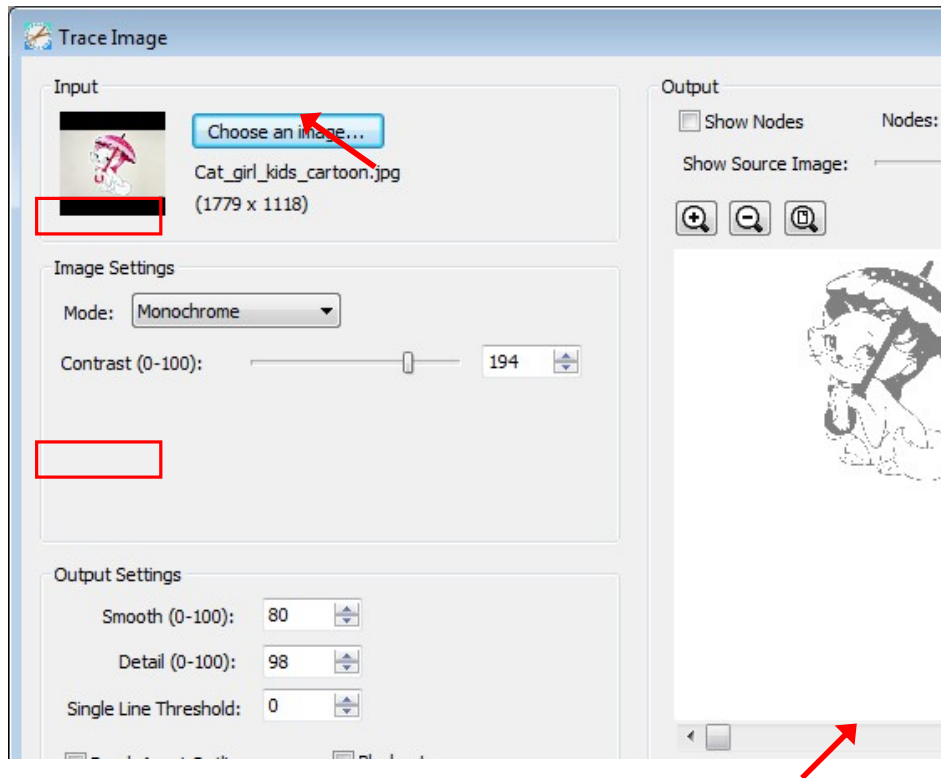 Trace Image
Input
Choose an image...
Cat_girl_kids_cartoon.jpg
(1779 x 1118)
Image Settings
Mode: Monochrome
Contrast (0-100): 194
Output Settings
Smooth (0-100): 80
Detail (0-100): 98
Single Line Threshold: 0
Output
Show Nodes Nodes:
Show Source Image: